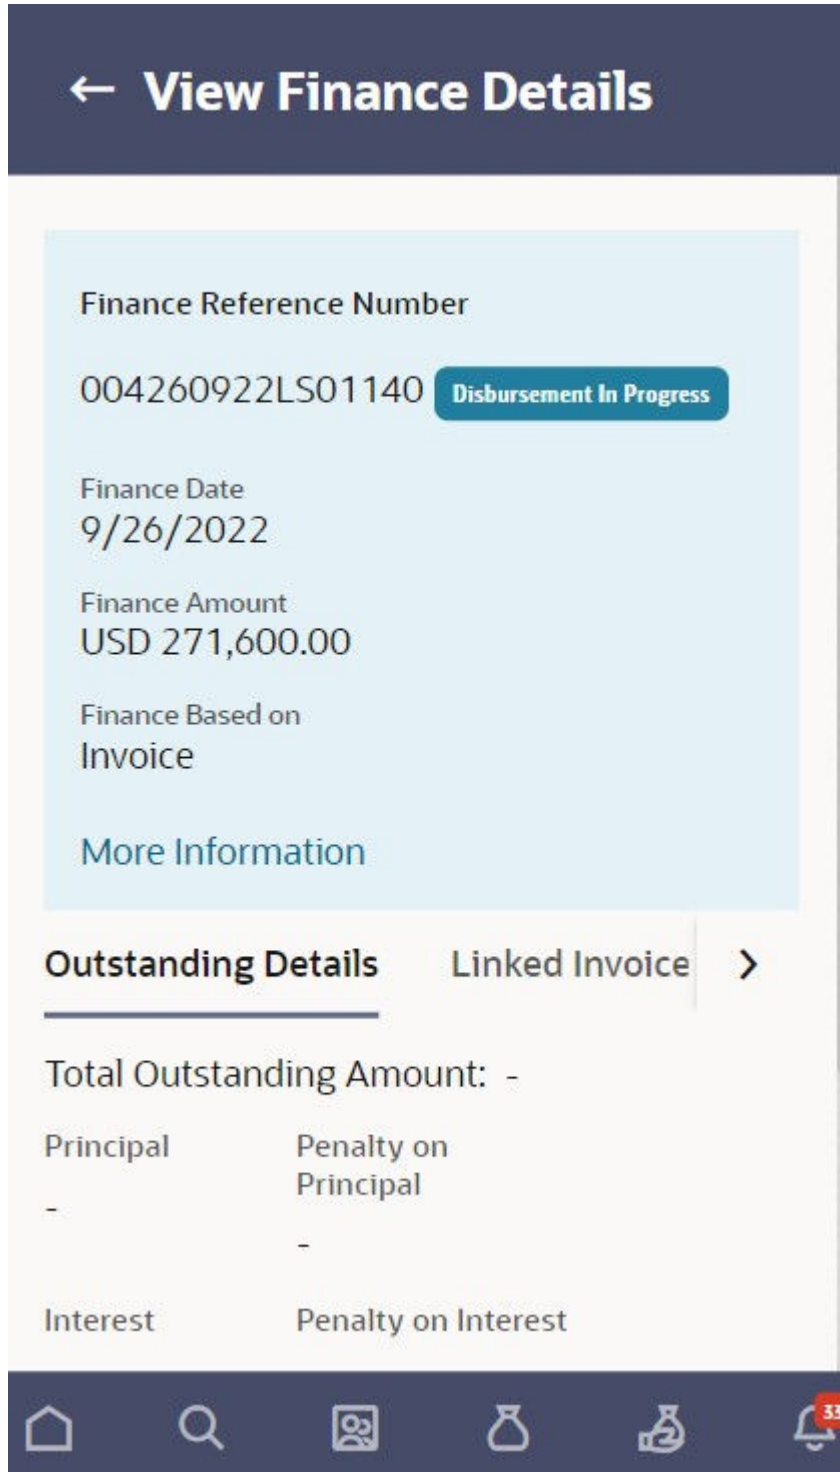 ← View Finance Details
Finance Reference Number
004260922LS01140 Disbursement In Progress
Finance Date
9/26/2022
Finance Amount
USD 271,600.00
Finance Based on
Invoice
More Information
Outstanding Details Linked Invoice >
Total Outstanding Amount: -
Principal Penalty on
Principal
-
-
Interest Penalty on Interest
33